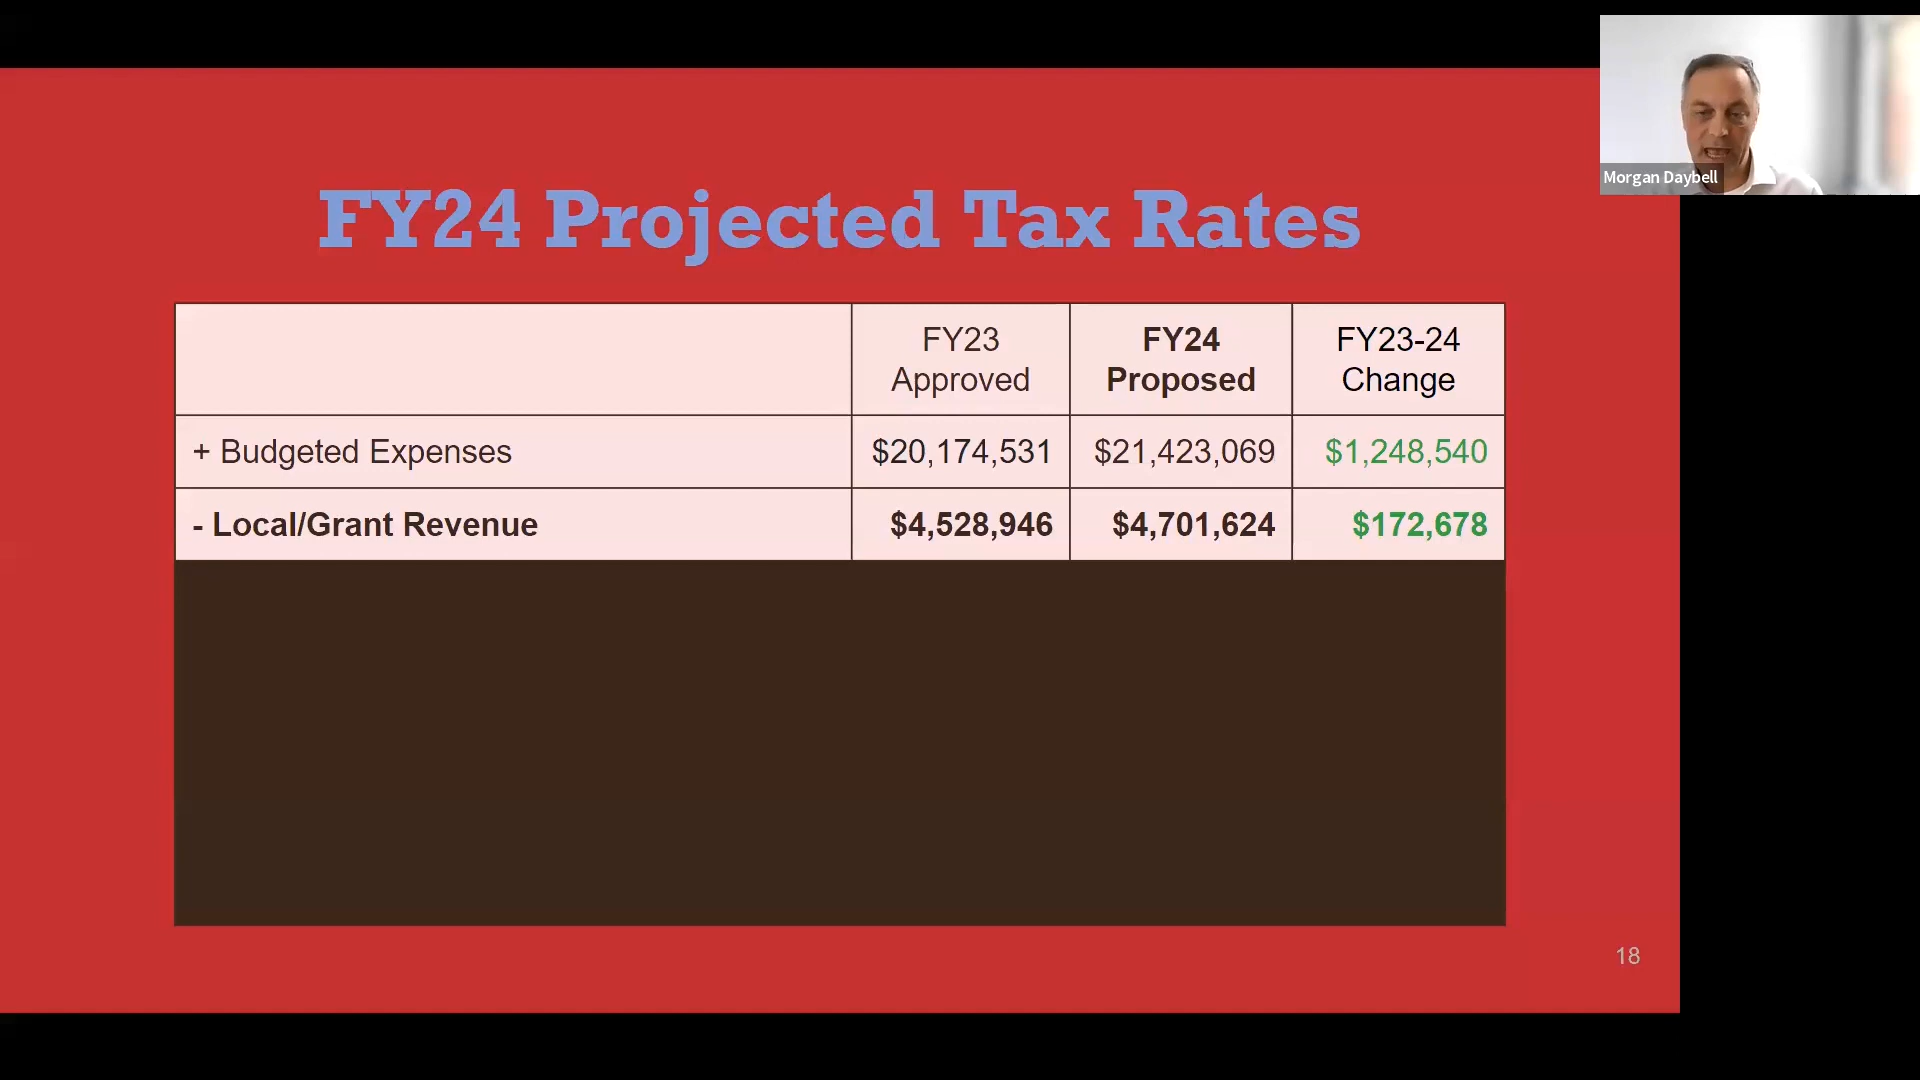 Morgan Daybell
FY24 Projected Tax Rates
FY23 Approved FY24 Proposed FY23-24 Change
+ Budgeted Expenses $20,174,531 $21,423,069 $1,248,540
- Local/Grant Revenue $4,528,946 $4,701,624 $172,678
18